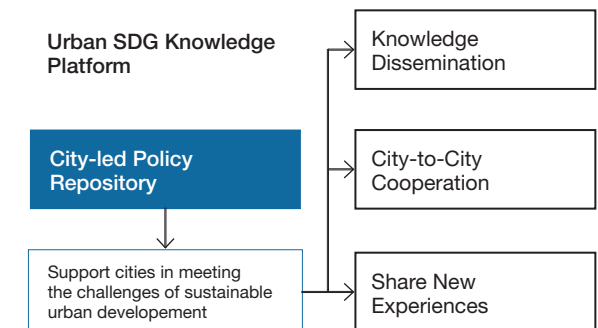 Urban SDG Knowledge
Platform
City-led Policy
Repository
Support cities in meeting
the challenges of sustainable
urban developement
Knowledge
Dissemination
City-to-City
Cooperation
Share New
Experiences